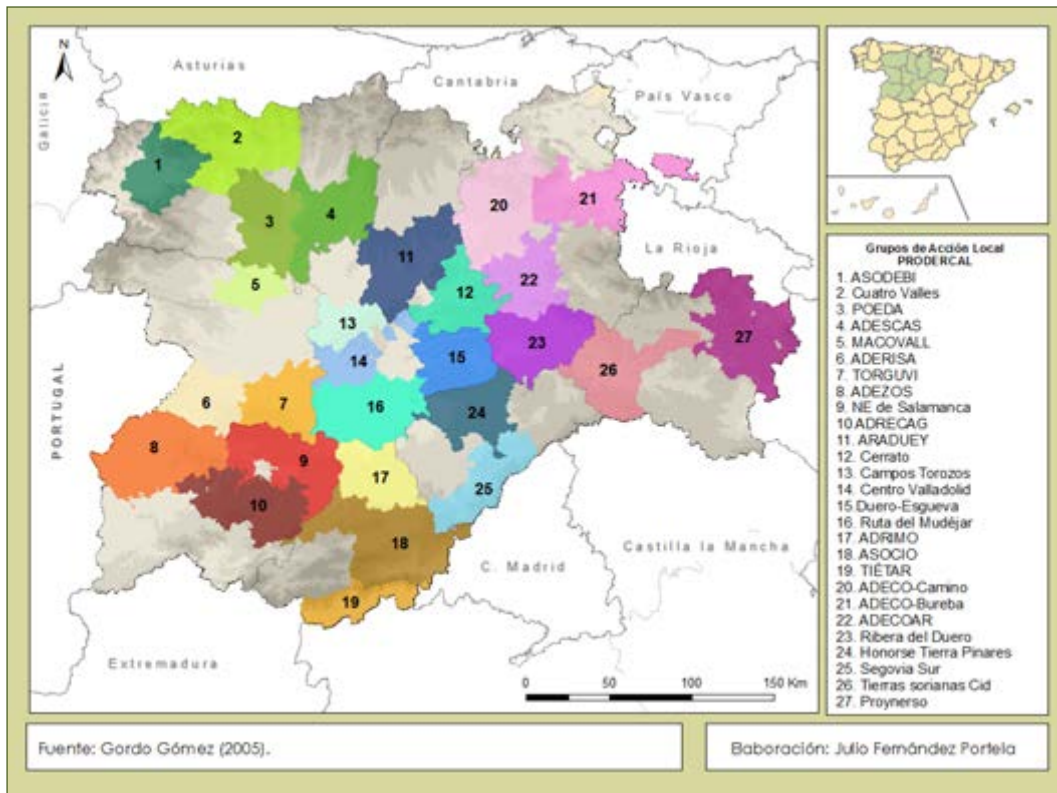 N
Asturias
Cantabria
País Vasco
Galicia
La Rioja
PORTUGAL
C. Madrid
Castilla la Mancha
Extremadura
1
2
3
4
5
6
7
8
9
10
11
12
13
14
15
16
17
18
19
20
21
22
23
24
25
26
27
0 50 100 150 Km
Grupos de Acción Local
PRODERCAL
1. ASODEBI
2. Cuatro Valles
3. POEDA
4. ADESCAS
5. MACOVALL
6. ADERISA
7. TORGUVI
8. ADEZOS
9. NE de Salamanca
10 ADRECAG
11. ARADUEY
12. Cerrato
13. Campos Torozos
14. Centro Valladolid
15 Duero-Esgueva
16. Ruta del Mudéjar
17. ADRIMO
18. ASOCIO
19. TIÉTAR
20. ADECO-Camino
21. ADECO-Bureba
22. ADECOAR
23. Ribera del Duero
24. Honorse Tierra Pinares
25. Segovia Sur
26. Tierras sorianas Cid
27. Proynerso
Fuente: Gordo Gómez (2005).
Elaboración: Julio Fernández Portela